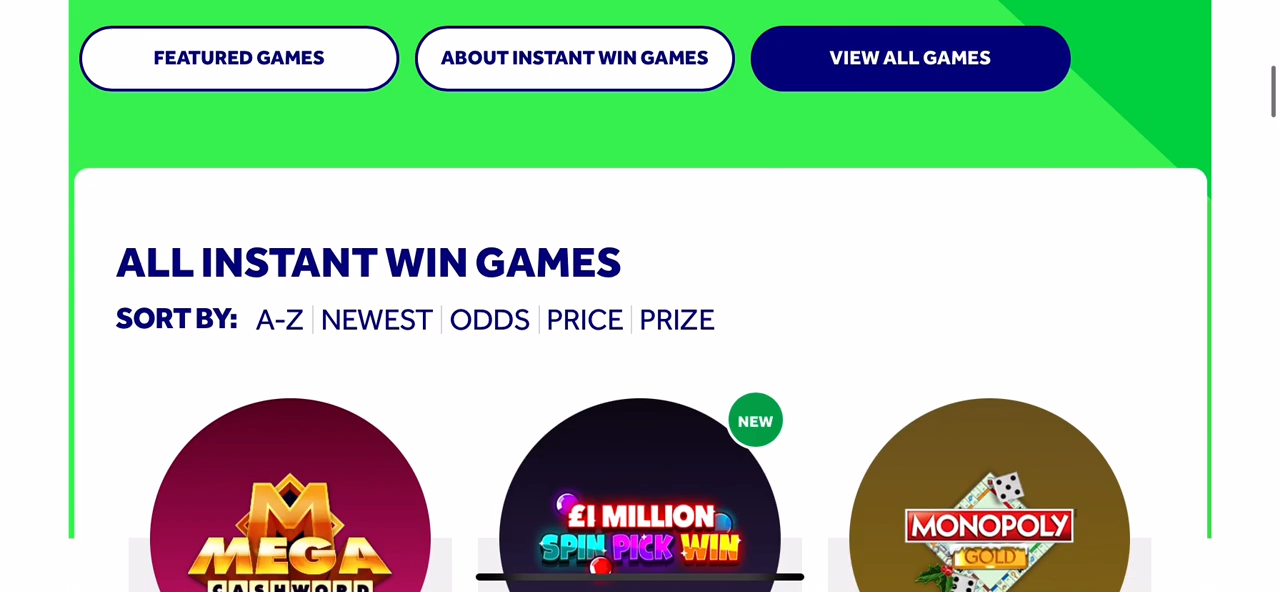 FEATURED GAMES
ABOUT INSTANT WIN GAMES
VIEW ALL GAMES
ALL INSTANT WIN GAMES
SORT BY: A-Z NEWEST ODDS PRICE PRIZE
NEW
M
MEGA
CASHWORD
£1 MILLION
SPIN PICK WIN
MONOPOLY
GOLD